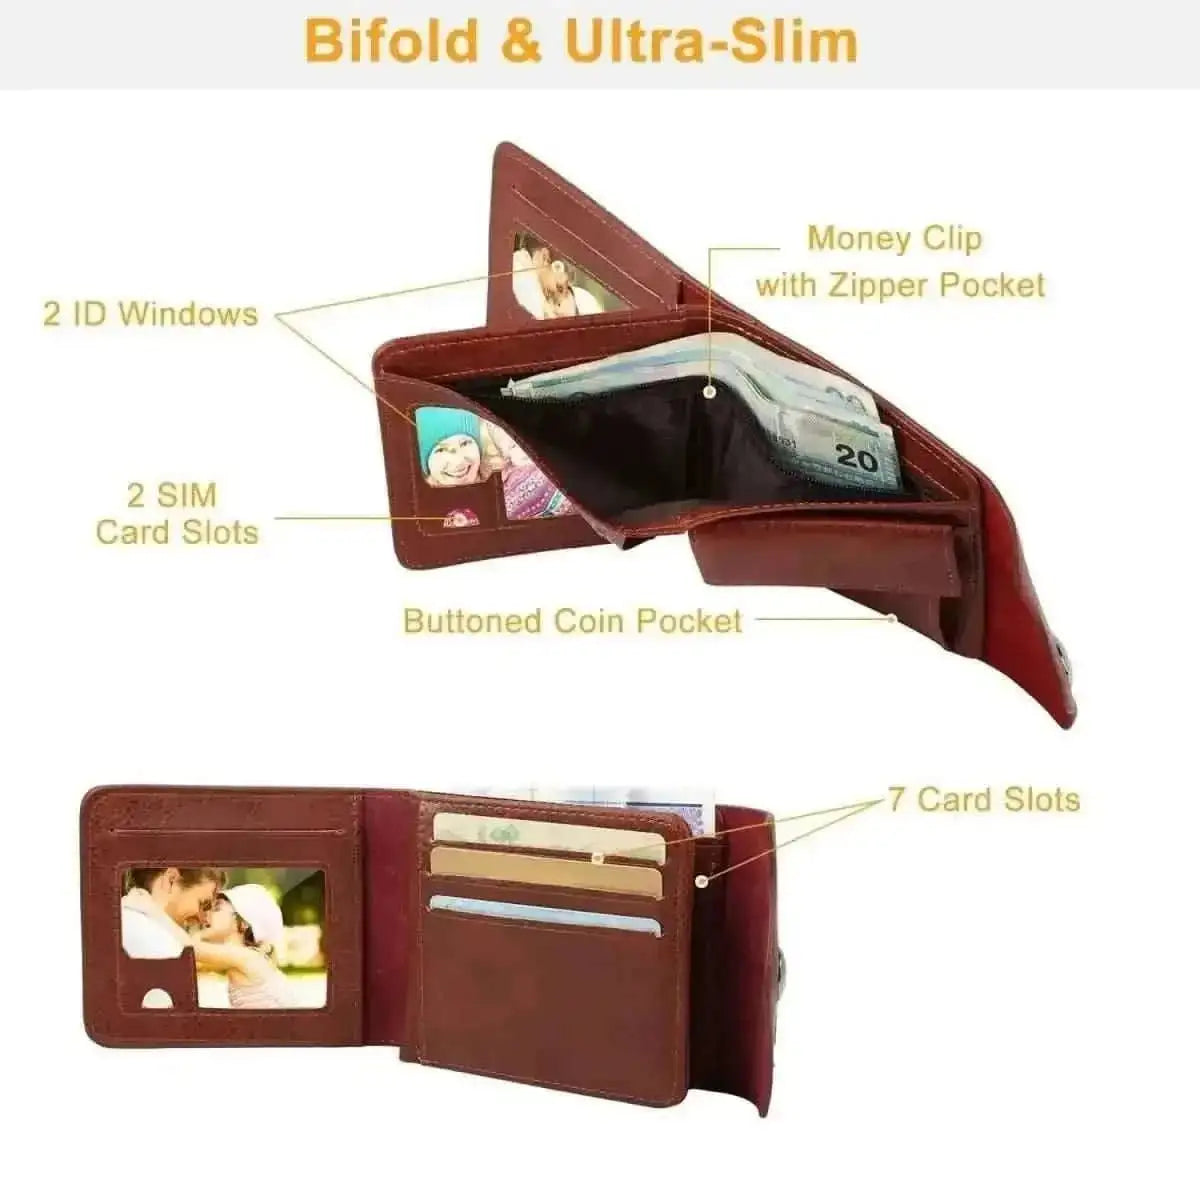 Bifold & Ultra-Slim
Money Clip
with Zipper Pocket
2 ID Windows
20
2 SIM
Card Slots
Buttoned Coin Pocket
7 Card Slots